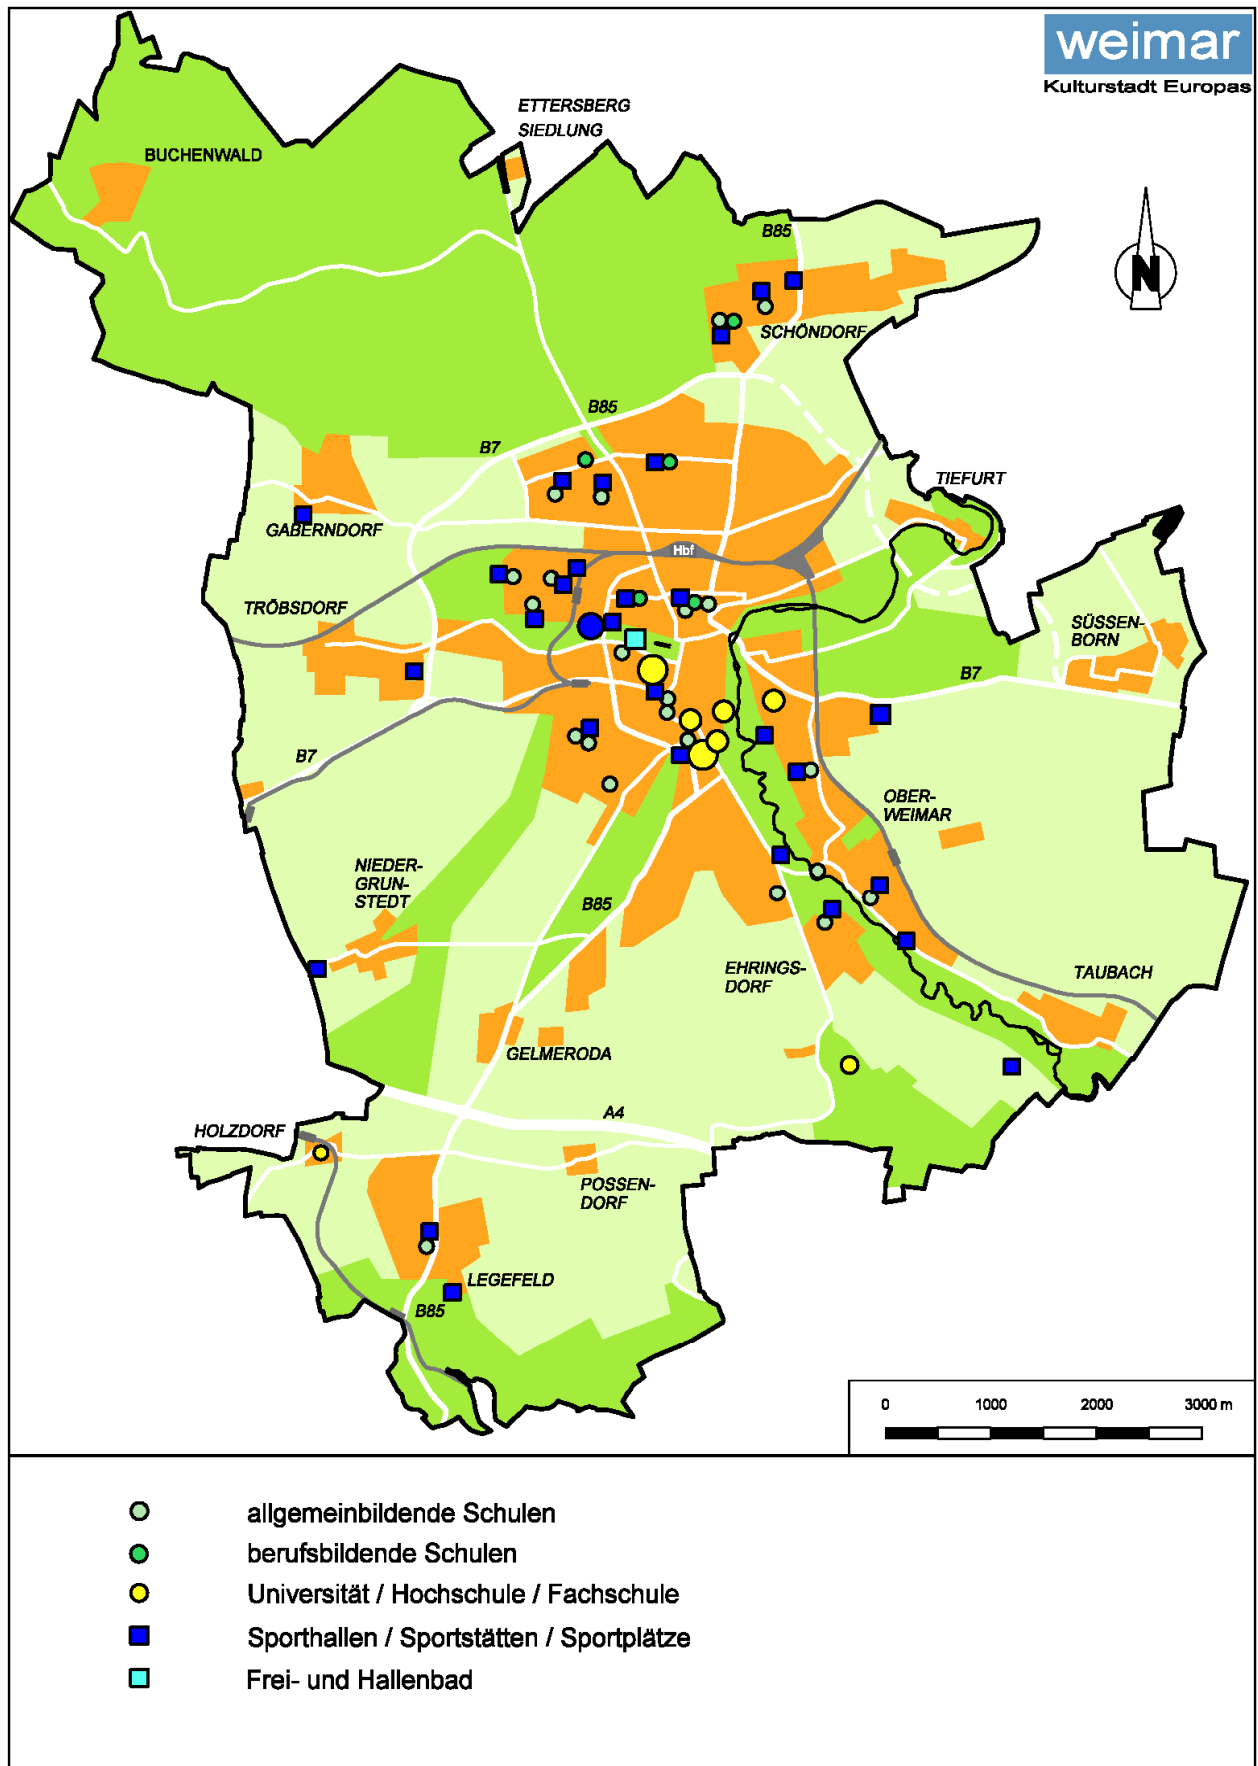 weimar
Kulturstadt Europas
ETTERSBERG
SIEDLUNG
BUCHENWALD
B85
N
SCHÖNDORF
B85
B7
TIEFURT
GABERNDORF
Hbf
TRÖBSDORF
SÜSSEN-
BORN
B7
B7
OBER-
WEIMAR
NIEDER-
GRUN-
STEDT
B85
EHRINGS-
DORF
TAUBACH
GELMERODA
A4
HOLZDORF
POSSEN-
DORF
LEGEFELD
B85
0 1000 2000 3000 m
allgemeinbildende Schulen
berufsbildende Schulen
Universität / Hochschule / Fachschule
Sporthallen / Sportstätten / Sportplätze
Frei- und Hallenbad